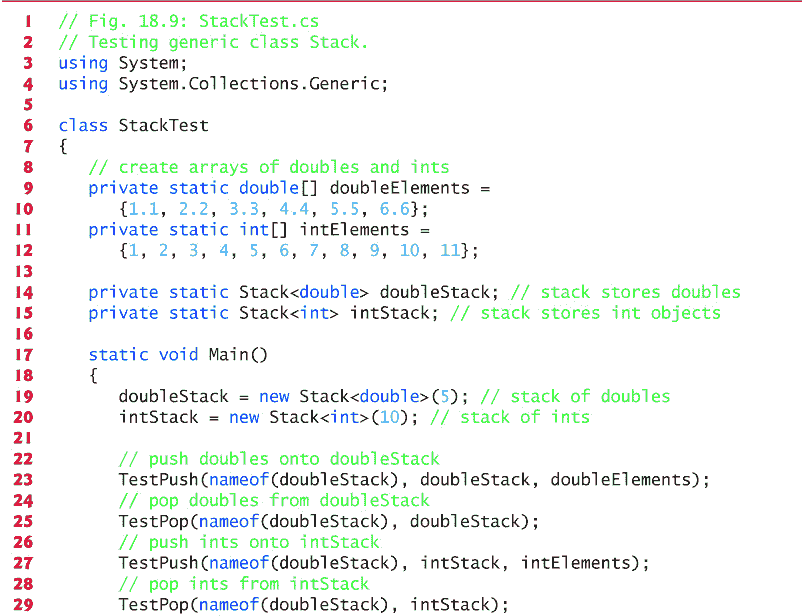 1 // Fig. 18.9: StackTest.cs
2 // Testing generic class Stack.
3 using System;
4 using System.Collections.Generic;
5
6 class StackTest
7 {
8 // create arrays of doubles and ints
9 private static double[] doubleElements =
10 {1.1, 2.2, 3.3, 4.4, 5.5, 6.6};
11 private static int[] intElements =
12 {1, 2, 3, 4, 5, 6, 7, 8, 9, 10, 11};
13
14 private static Stack<double> doubleStack; // stack stores doubles
15 private static Stack<int> intStack; // stack stores int objects
16
17 static void Main()
18 {
19 doubleStack = new Stack<double>(5); // stack of doubles
20 intStack = new Stack<int>(10); // stack of ints
21
22 // push doubles onto doubleStack
23 TestPush(nameof(doubleStack), doubleStack, doubleElements);
24 // pop doubles from doubleStack
25 TestPop(nameof(doubleStack), doubleStack);
26 // push ints onto intStack
27 TestPush(nameof(doubleStack), intStack, intElements);
28 // pop ints from intStack
29 TestPop(nameof(doubleStack), intStack);